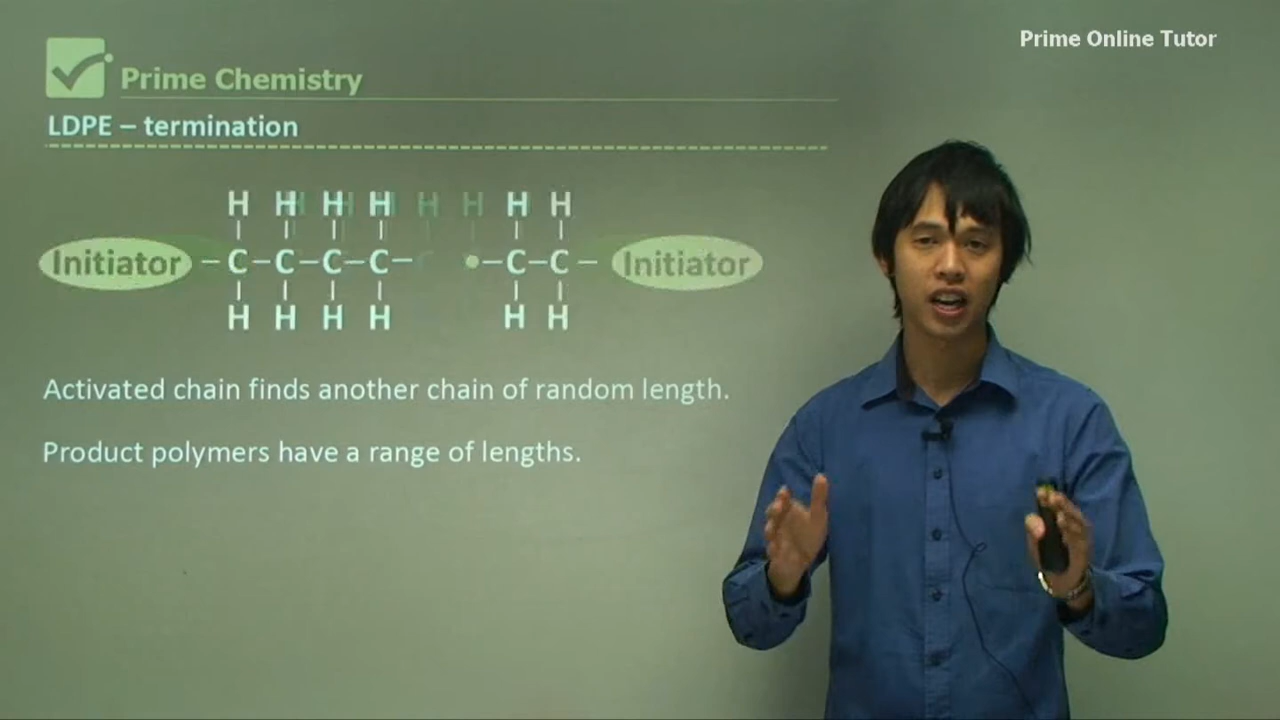 Prime Online Tutor
Prime Chemistry
LDPE – termination
H H H H H H H H
Initiator – C – C – C – C – • – C – C – Initiator
H H H H H H
Activated chain finds another chain of random length.
Product polymers have a range of lengths.